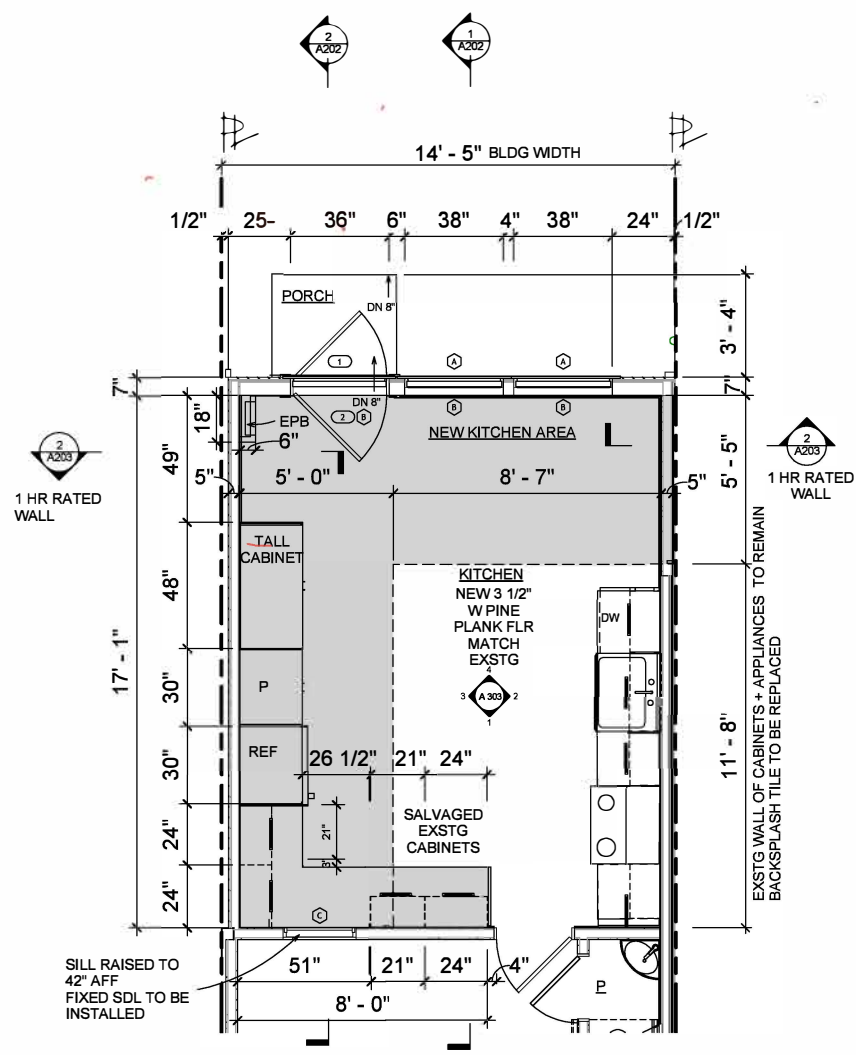 2
A202
1
A202
14' - 5" BLDG WIDTH
1/2" 25- 36" 6" 38" 4" 38" 24" 1/2"
PORCH
DN 8"
3' - 4"
1
A
A
7"
7"
DN 8"
2
B
B
B
18"
EPB
6"
NEW KITCHEN AREA
49"
5' - 5"
2
A203
1 HR RATED
WALL
2
A203
1 HR RATED
WALL
5" 5' - 0" 8' - 7" 5"
TALL
CABINET
48"
KITCHEN
NEW 3 1/2"
W PINE
PLANK FLR
MATCH
EXSTG
DW
17' - 1"
30"
P
4
3 A 303 2
1
11' - 8"
EXSTG WALL OF CABINETS + APPLIANCES TO REMAIN
BACKSPLASH TILE TO BE REPLACED
30"
REF
26 1/2" 21" 24"
SALVAGED
EXSTG
CABINETS
21"
3"
24"
24"
C
SILL RAISED TO
42" AFF
FIXED SDL TO BE
INSTALLED
51" 21" 24" 4"
8' - 0"
P